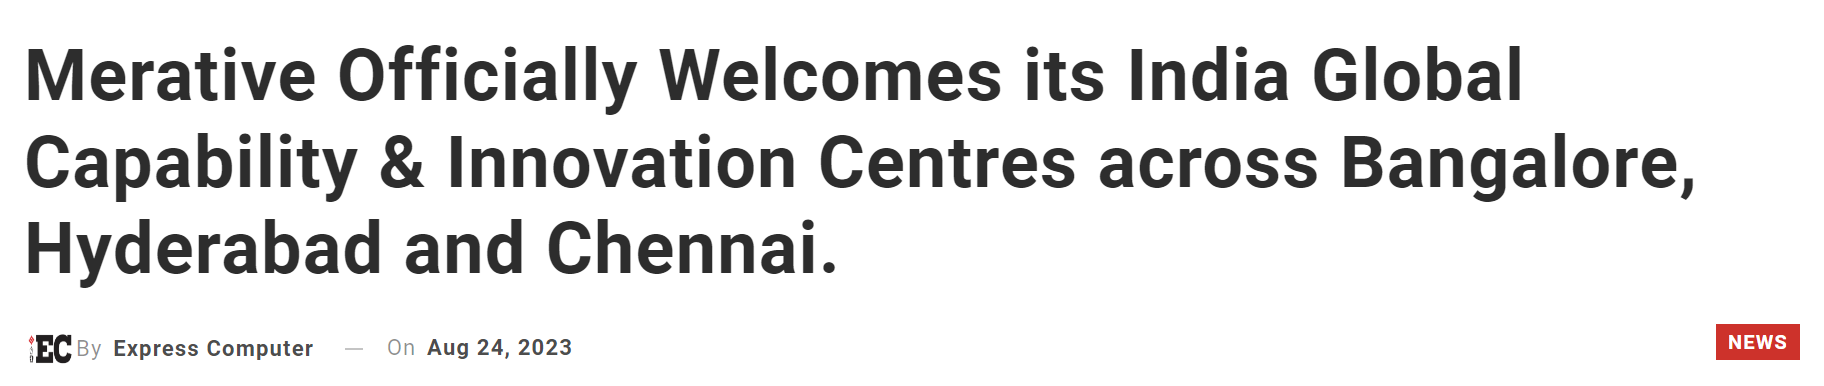 Merative Officially Welcomes its India Global
Capability & Innovation Centres across Bangalore,
Hyderabad and Chennai.
EC By Express Computer — On Aug 24, 2023
NEWS